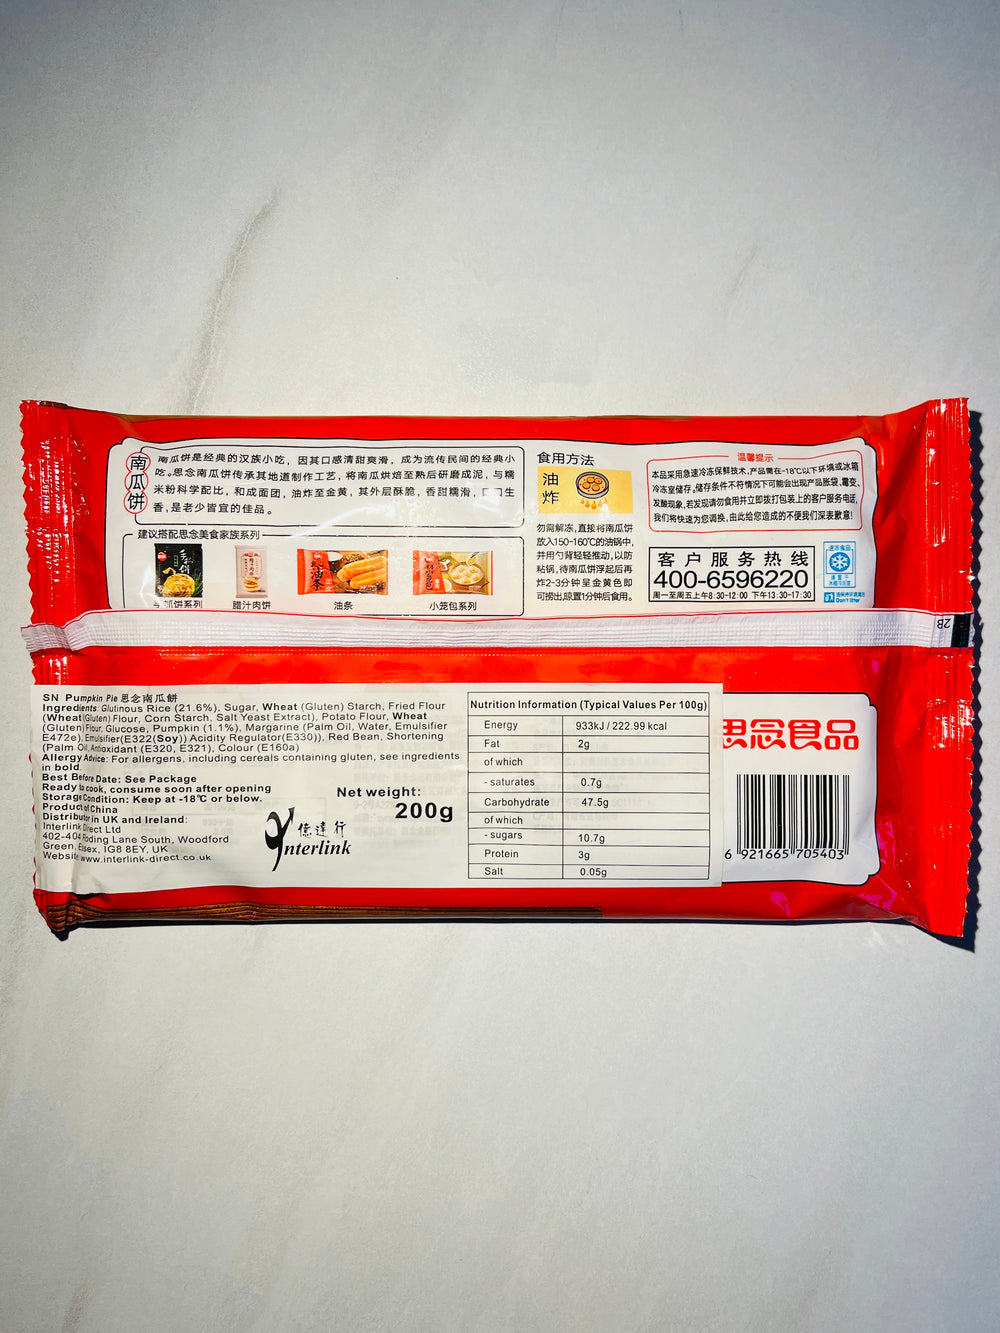 南瓜饼
南瓜饼是经典的汉族小吃，因其口感清甜爽滑，成为流传民间的经典小
吃。思念南瓜饼传承其地道制作工艺，将南瓜烘焙至熟后研磨成泥，与糯
米粉科学配比，和成面团，油炸至金黄，其外层酥脆，香甜糯滑，口口生
香，是老少皆宜的佳品。
建议搭配思念美食家族系列
饼系列
腊汁肉饼
油条
小笼包系列
食用方法
油炸
勿需解冻，直接将南瓜饼
放入150-160℃的油锅中，
并用勺背轻轻推动，以防
粘锅，待南瓜饼浮起后再
炸2-3分钟呈金黄色即
可捞出，晾置1分钟后食用。
温馨提示
本品采用急速冷冻保鲜技术，产品需在-18℃以下环境或冰箱
冷冻室储存。储存条件不符情况下可能会出现产品胀袋、霉变、
发酸现象，若发现请勿食用并立即拨打包装上的客户服务电话，
我们将快速为您调换，由此给您造成的不便我们深表歉意！
客户服务热线
400-6596220
周一至周五上午8:30-12:00 下午13:30-17:30
速冻食品
Don't litter
2B
SN Pumpkin Pie 思念南瓜餅
Ingredients: Glutinous Rice (21.6%), Sugar, Wheat (Gluten) Starch, Fried Flour
(Wheat (Gluten) Flour, Corn Starch, Salt Yeast Extract), Potato Flour, Wheat
(Gluten) Flour, Glucose, Pumpkin (1.1%), Margarine (Palm Oil, Water, Emulsifier
E472e), Emulsifier(E322(Soy)) Acidity Regulator(E330)), Red Bean, Shortening
(Palm Oil, Antioxidant (E320, E321), Colour (E160a)
Allergy Advice: For allergens, including cereals containing gluten, see ingredients
in bold.
Best Before Date: See Package
Ready to cook, consume soon after opening
Storage Condition: Keep at -18℃ or below.
Product of China
Distributor in UK and Ireland:
Interlink Direct Ltd
402-404 Roding Lane South, Woodford
Green, Essex, IG8 8EY, UK
Website: www.interlink-direct.co.uk
億達行
Interlink
Net weight:
200g
Nutrition Information (Typical Values Per 100g)
Energy 933kJ / 222.99 kcal
Fat 2g
of which
- saturates 0.7g
Carbohydrate 47.5g
of which
- sugars 10.7g
Protein 3g
Salt 0.05g
思念食品
6 921665 705403